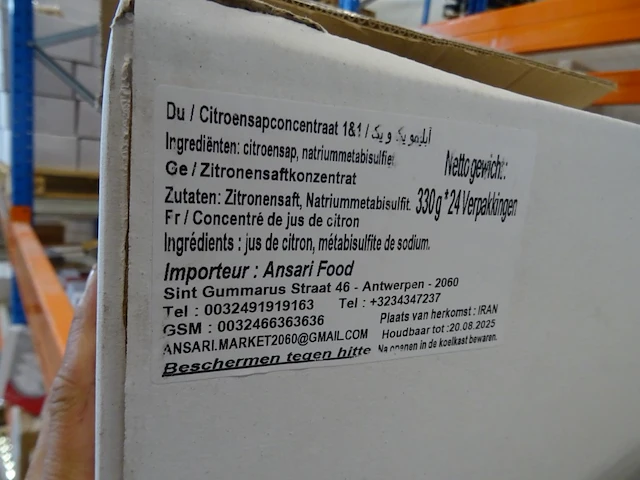 Du / Citroensapconcentraat 1&1 / آبلیمو یک و یک
Ingrediënten: citroensap, natriummetabisulfiet
Ge / Zitronensaftkonzentrat
Zutaten: Zitronensaft, Natriummetabisulfit.
Fr / Concentré de jus de citron
Ingrédients : jus de citron, métabisulfite de sodium.
Netto gewicht:
330g*24 Verpakkingen
Importeur : Ansari Food
Sint Gummarus Straat 46 - Antwerpen - 2060
Tel : 0032491919163 Tel : +3234347237
GSM : 0032466363636
ANSARI.MARKET2060@GMAIL.COM
Plaats van herkomst : IRAN
Houdbaar tot :20.08.2025
Beschermen tegen hitte Na openen in de koelkast bewaren.